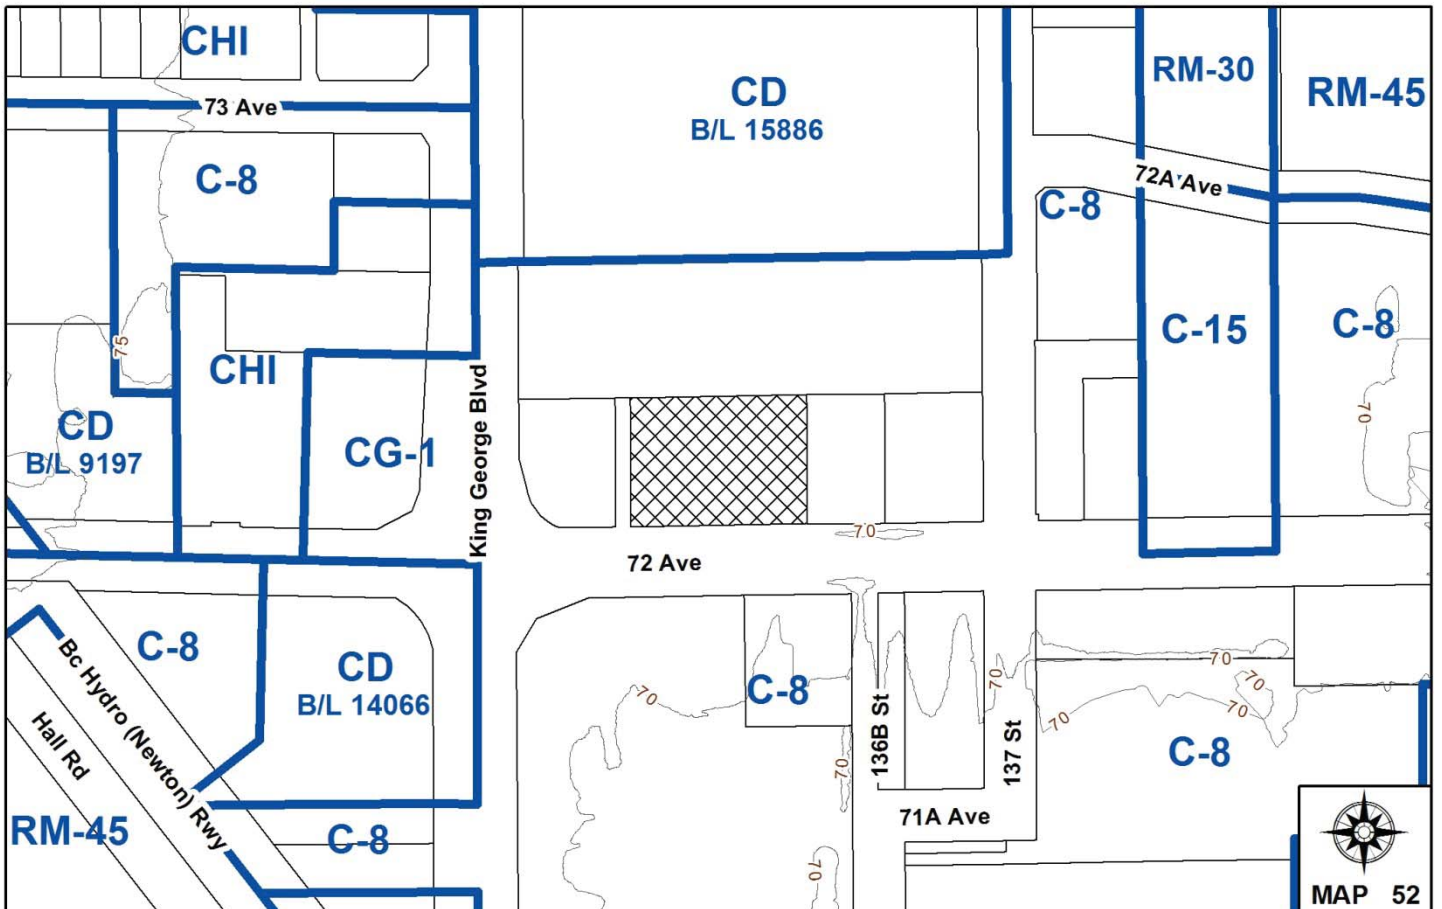 CHI
73 Ave
CD
B/L 15886
RM-30
RM-45
C-8
72A Ave
C-8
75
CHI
C-15
C-8
CD
B/L 9197
CG-1
King George Blvd
70
70
72 Ave
C-8
Bc Hydro (Newton) Rwy
Hall Rd
CD
B/L 14066
70
C-8
70
136B St
70
137 St
70
70
70
70
C-8
RM-45
C-8
71A Ave
70
MAP 52